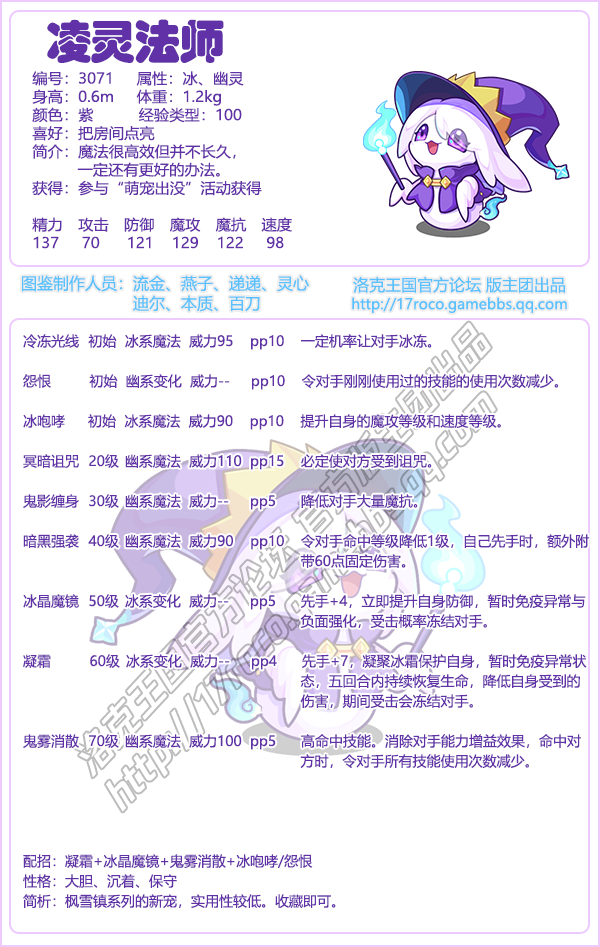 凌灵法师
编号：3071 属性：冰、幽灵
身高：0.6m 体重：1.2kg
颜色：紫 经验类型：100
喜好：把房间点亮
简介：魔法很高效但并不长久，
一定还有更好的办法。
获得：参与“萌宠出没”活动获得
精力 攻击 防御 魔攻 魔抗 速度
137 70 121 129 122 98
图鉴制作人员：流金、燕子、递递、灵心
迪尔、本质、百刀
洛克王国官方论坛 版主团出品
http://17roco.gamebbs.qq.com
冷冻光线 初始 冰系魔法 威力95 pp10 一定机率让对手冰冻。
怨恨 初始 幽系变化 威力-- pp10 令对手刚刚使用过的技能的使用次数减少。
冰咆哮 初始 冰系魔法 威力90 pp10 提升自身的魔攻等级和速度等级。
冥暗诅咒 20级 幽系魔法 威力110 pp15 必定使对方受到诅咒。
鬼影缠身 30级 幽系魔法 威力-- pp5 降低对手大量魔抗。
暗黑强袭 40级 幽系魔法 威力90 pp10 令对手命中等级降低1级，自己先手时，额外附
带60点固定伤害。
冰晶魔镜 50级 冰系变化 威力-- pp5 先手+4，立即提升自身防御，暂时免疫异常与
负面强化，受击概率冻结对手。
凝霜 60级 冰系变化 威力-- pp4 先手+7，凝聚冰霜保护自身，暂时免疫异常状
态，五回合内持续恢复生命，降低自身受到的
伤害，期间受击会冻结对手。
鬼雾消散 70级 幽系魔法 威力100 pp5 高命中技能。消除对手能力增益效果，命中对
方时，令对手所有技能使用次数减少。
洛克王国官方论坛 官方版主团出品
http://17roco.gamebbs.qq.com
配招：凝霜+冰晶魔镜+鬼雾消散+冰咆哮/怨恨
性格：大胆、沉着、保守
简析：枫雪镇系列的新宠，实用性较低。收藏即可。